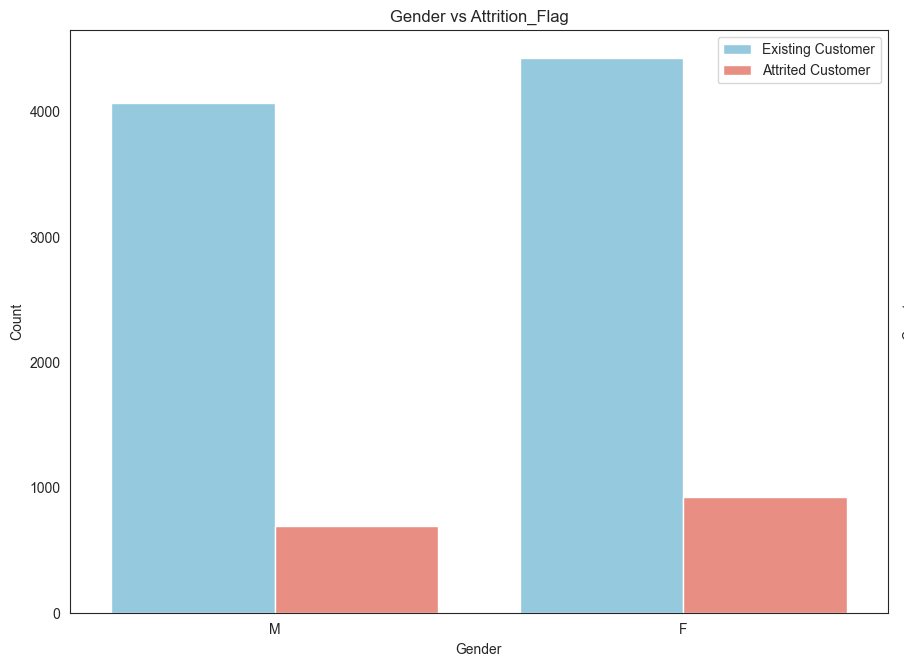 Gender vs Attrition_Flag
Existing Customer
Attrited Customer
Count
4000
3000
2000
1000
0
M
F
Gender